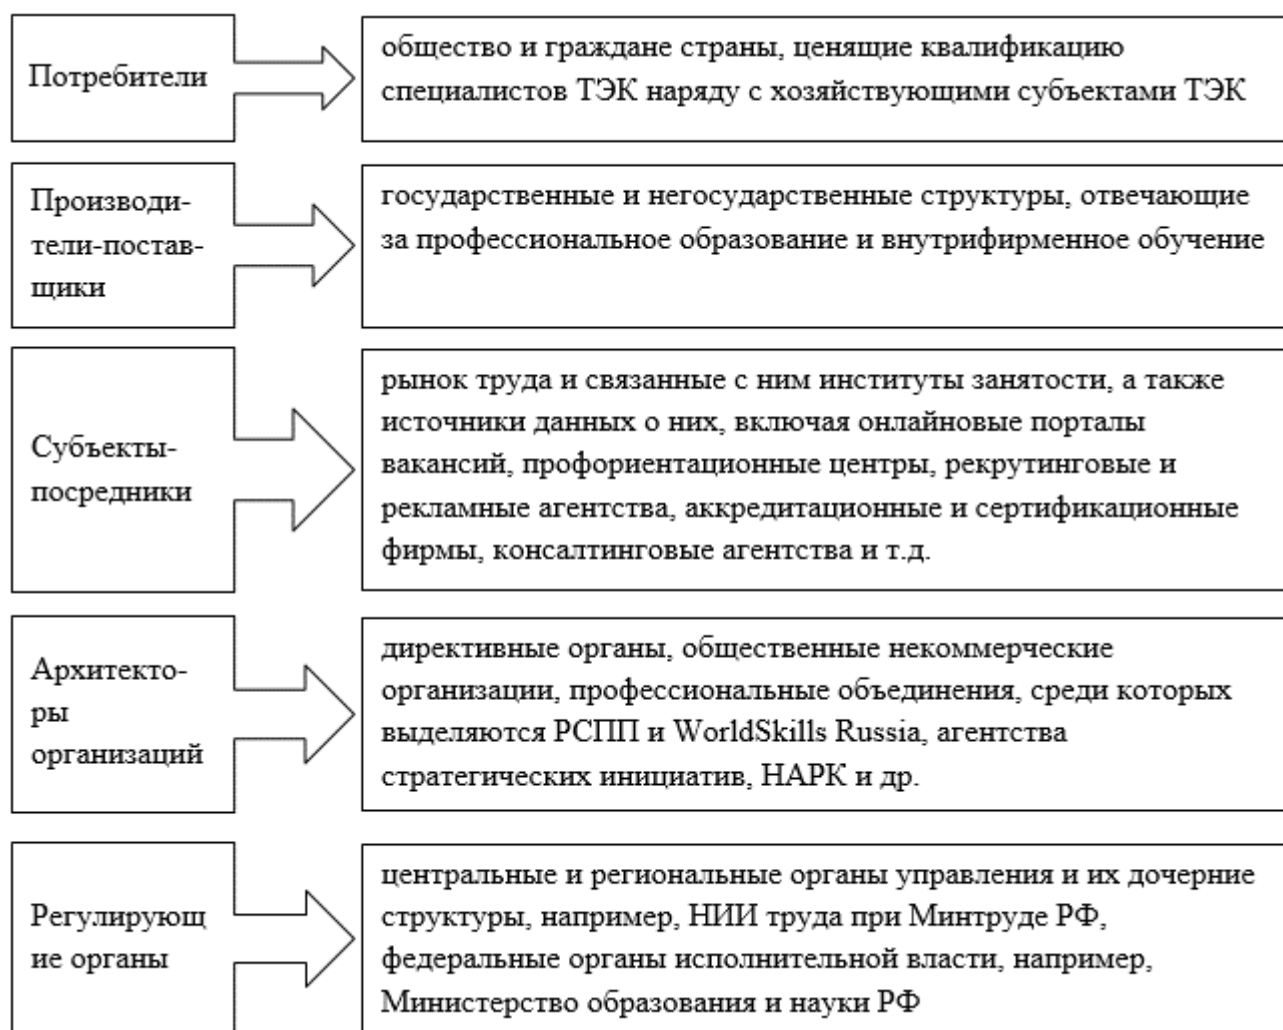 Потребители
общество и граждане страны, ценящие квалификацию
специалистов ТЭК наряду с хозяйствующими субъектами ТЭК
Производи-
тели-постав-
щики
государственные и негосударственные структуры, отвечающие
за профессиональное образование и внутрифирменное обучение
Субъекты-
посредники
рынок труда и связанные с ним институты занятости, а также
источники данных о них, включая онлайновые порталы
вакансий, профориентационные центры, рекрутинговые и
рекламные агентства, аккредитационные и сертификационные
фирмы, консалтинговые агентства и т.д.
Архитекто-
ры
организаций
директивные органы, общественные некоммерческие
организации, профессиональные объединения, среди которых
выделяются РСПП и WorldSkills Russia, агентства
стратегических инициатив, НАРК и др.
Регулирующ
ие органы
центральные и региональные органы управления и их дочерние
структуры, например, НИИ труда при Минтруде РФ,
федеральные органы исполнительной власти, например,
Министерство образования и науки РФ